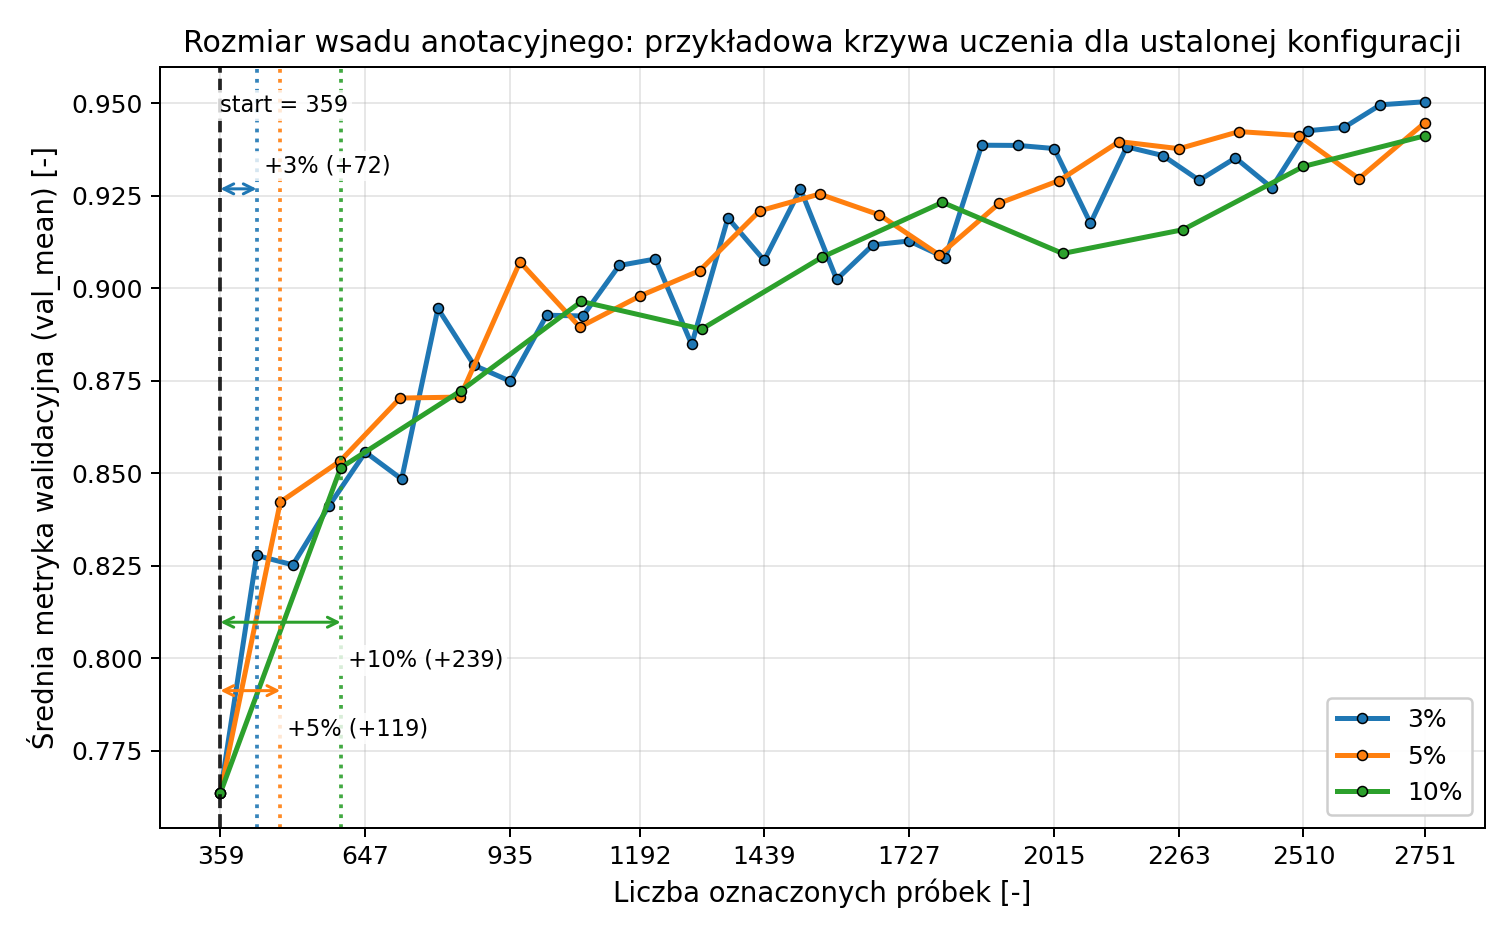 Rozmiar wsadu anotacyjnego: przykładowa krzywa uczenia dla ustalonej konfiguracji
Średnia metryka walidacyjna (val_mean) [-]
0.950
0.925
0.900
0.875
0.850
0.825
0.800
0.775
start = 359
+3% (+72)
+10% (+239)
+5% (+119)
3%
5%
10%
359 647 935 1192 1439 1727 2015 2263 2510 2751
Liczba oznaczonych próbek [-]